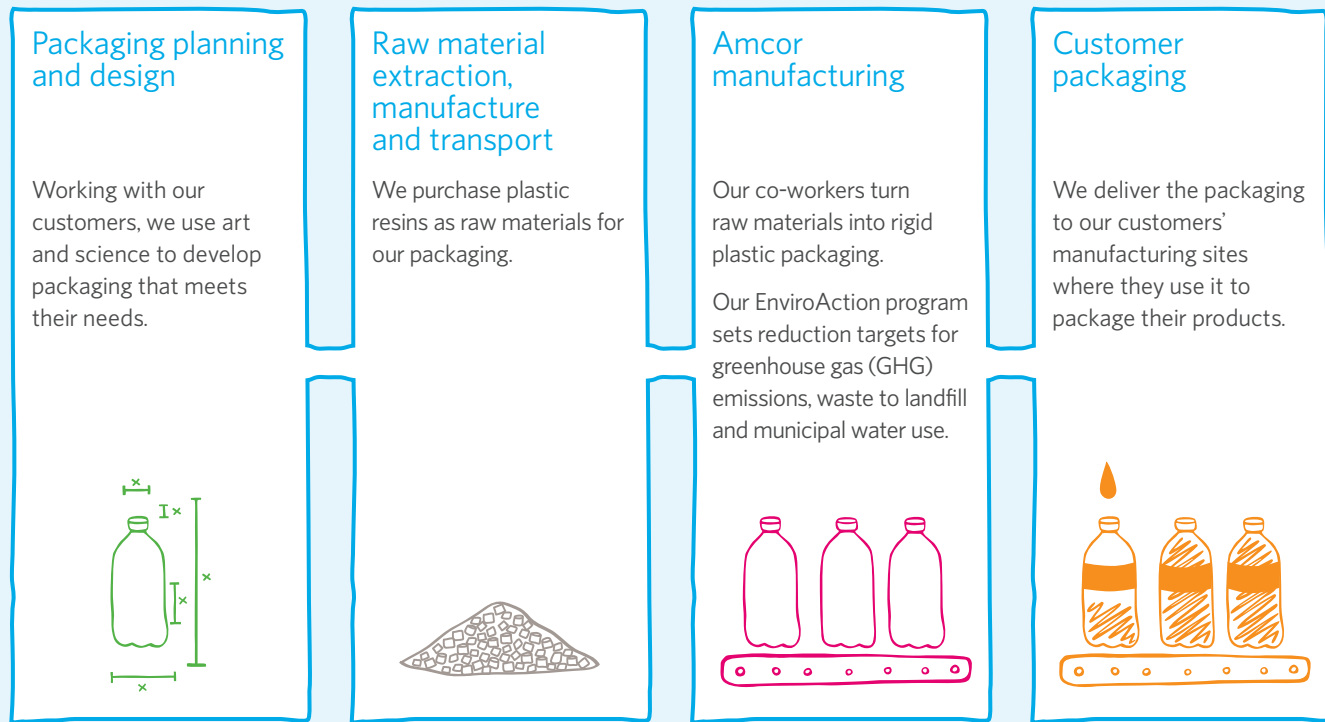 Packaging planning
and design
Working with our
customers, we use art
and science to develop
packaging that meets
their needs.
x
x
x
x
x
Raw material
extraction,
manufacture
and transport
We purchase plastic
resins as raw materials for
our packaging.
Amcor
manufacturing
Our co-workers turn
raw materials into rigid
plastic packaging.
Our EnviroAction program
sets reduction targets for
greenhouse gas (GHG)
emissions, waste to landfill
and municipal water use.
Customer
packaging
We deliver the packaging
to our customers’
manufacturing sites
where they use it to
package their products.